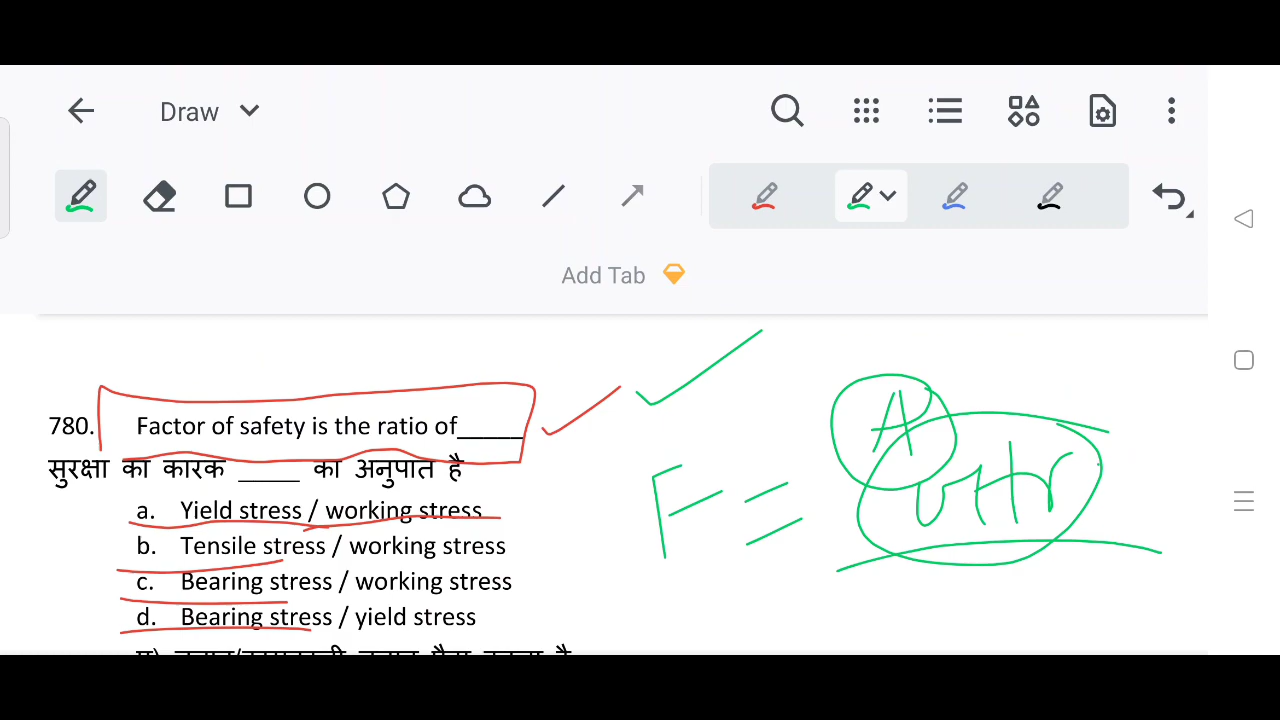 Draw
Add Tab
780. Factor of safety is the ratio of_____
सुरक्षा का कारक ____ का अनुपात है
a. Yield stress / working stress
b. Tensile stress / working stress
c. Bearing stress / working stress
d. Bearing stress / yield stress
F =
A